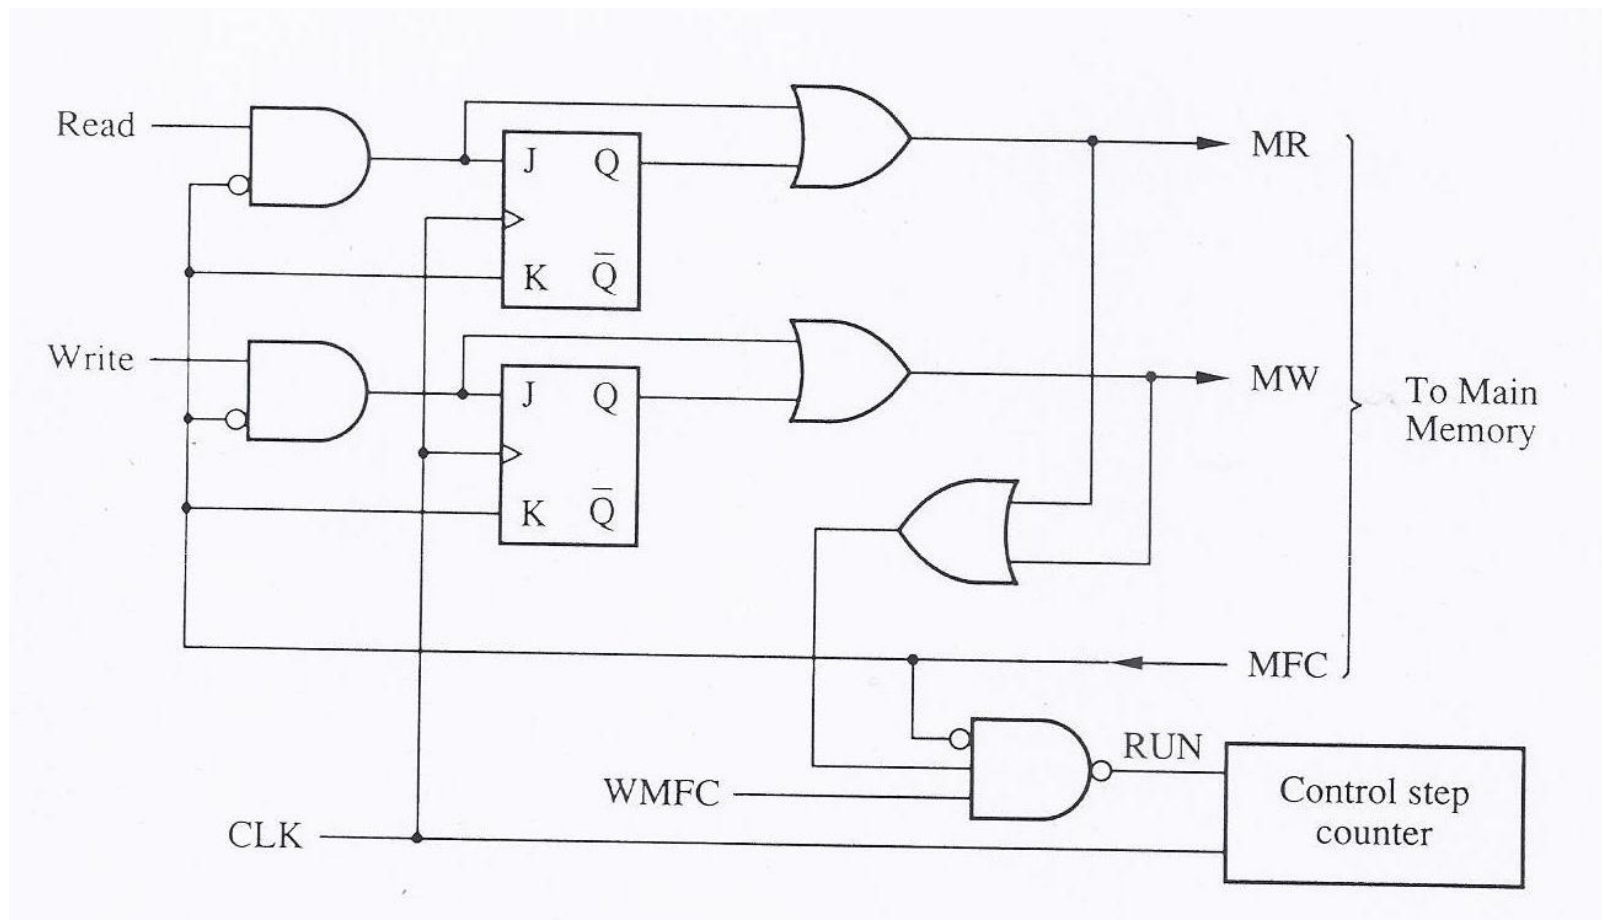 Read
J
Q
K
Q̅
MR
Write
J
Q
K
Q̅
MW
To Main
Memory
MFC
RUN
WMFC
Control step
counter
CLK